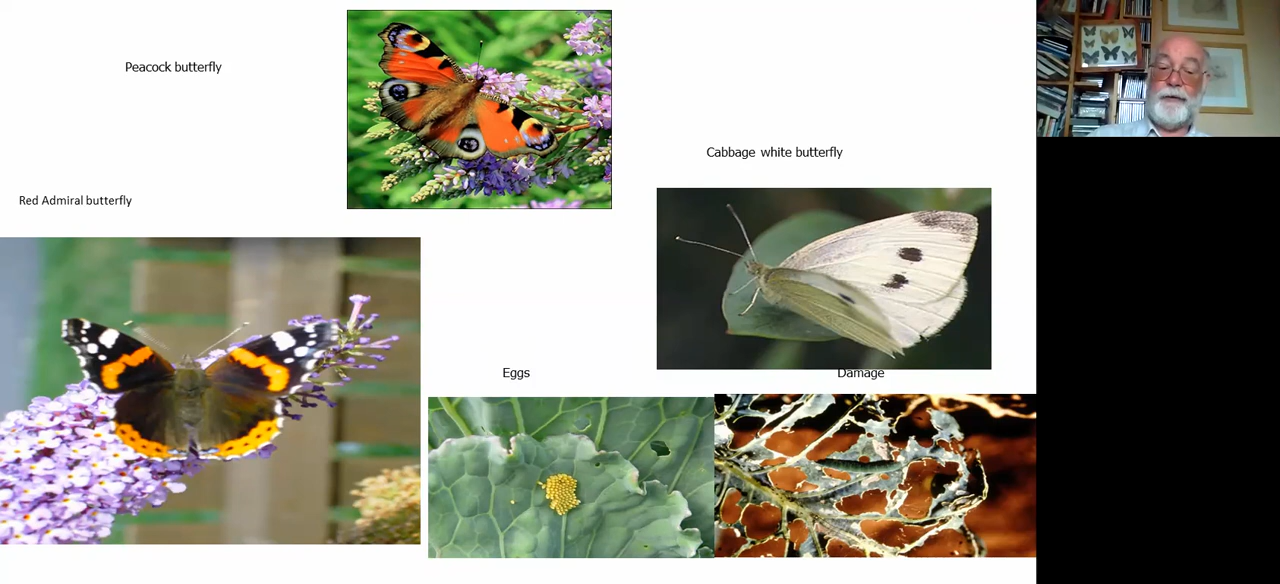 Peacock butterfly
Cabbage white butterfly
Red Admiral butterfly
Eggs
Damage